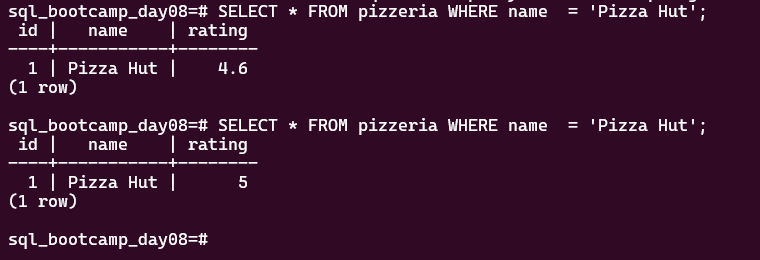 sql_bootcamp_day08=# SELECT * FROM pizzeria WHERE name  = 'Pizza Hut';
 id |   name    | rating
----+-----------+--------
  1 | Pizza Hut |    4.6
(1 row)

sql_bootcamp_day08=# SELECT * FROM pizzeria WHERE name  = 'Pizza Hut';
 id |   name    | rating
----+-----------+--------
  1 | Pizza Hut |      5
(1 row)

sql_bootcamp_day08=#